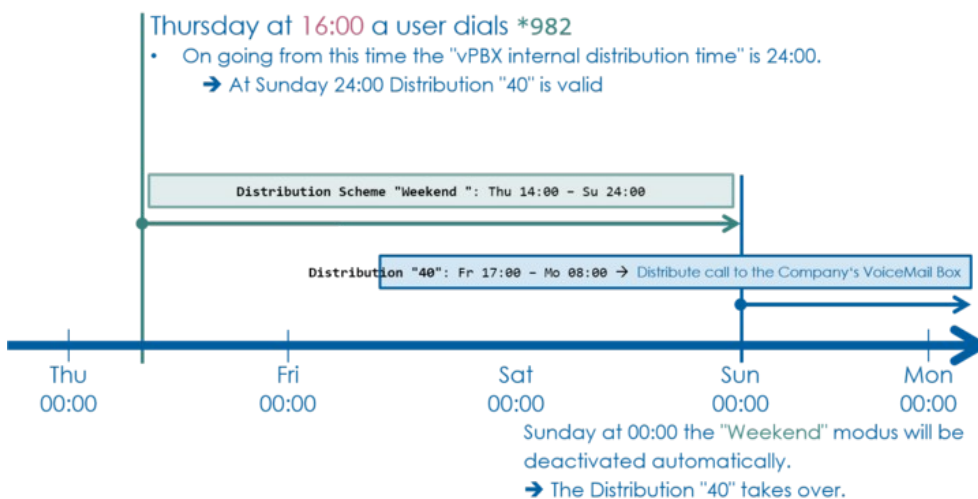 Thursday at 16:00 a user dials *982
• On going from this time the "vPBX internal distribution time" is 24:00.
➔ At Sunday 24:00 Distribution "40" is valid
Distribution Scheme "Weekend ": Thu 14:00 – Su 24:00
Distribution "40": Fr 17:00 – Mo 08:00 → Distribute call to the Company's VoiceMail Box
Thu Fri Sat Sun Mon
00:00 00:00 00:00 00:00 00:00
Sunday at 00:00 the "Weekend" modus will be
deactivated automatically.
➔ The Distribution "40" takes over.